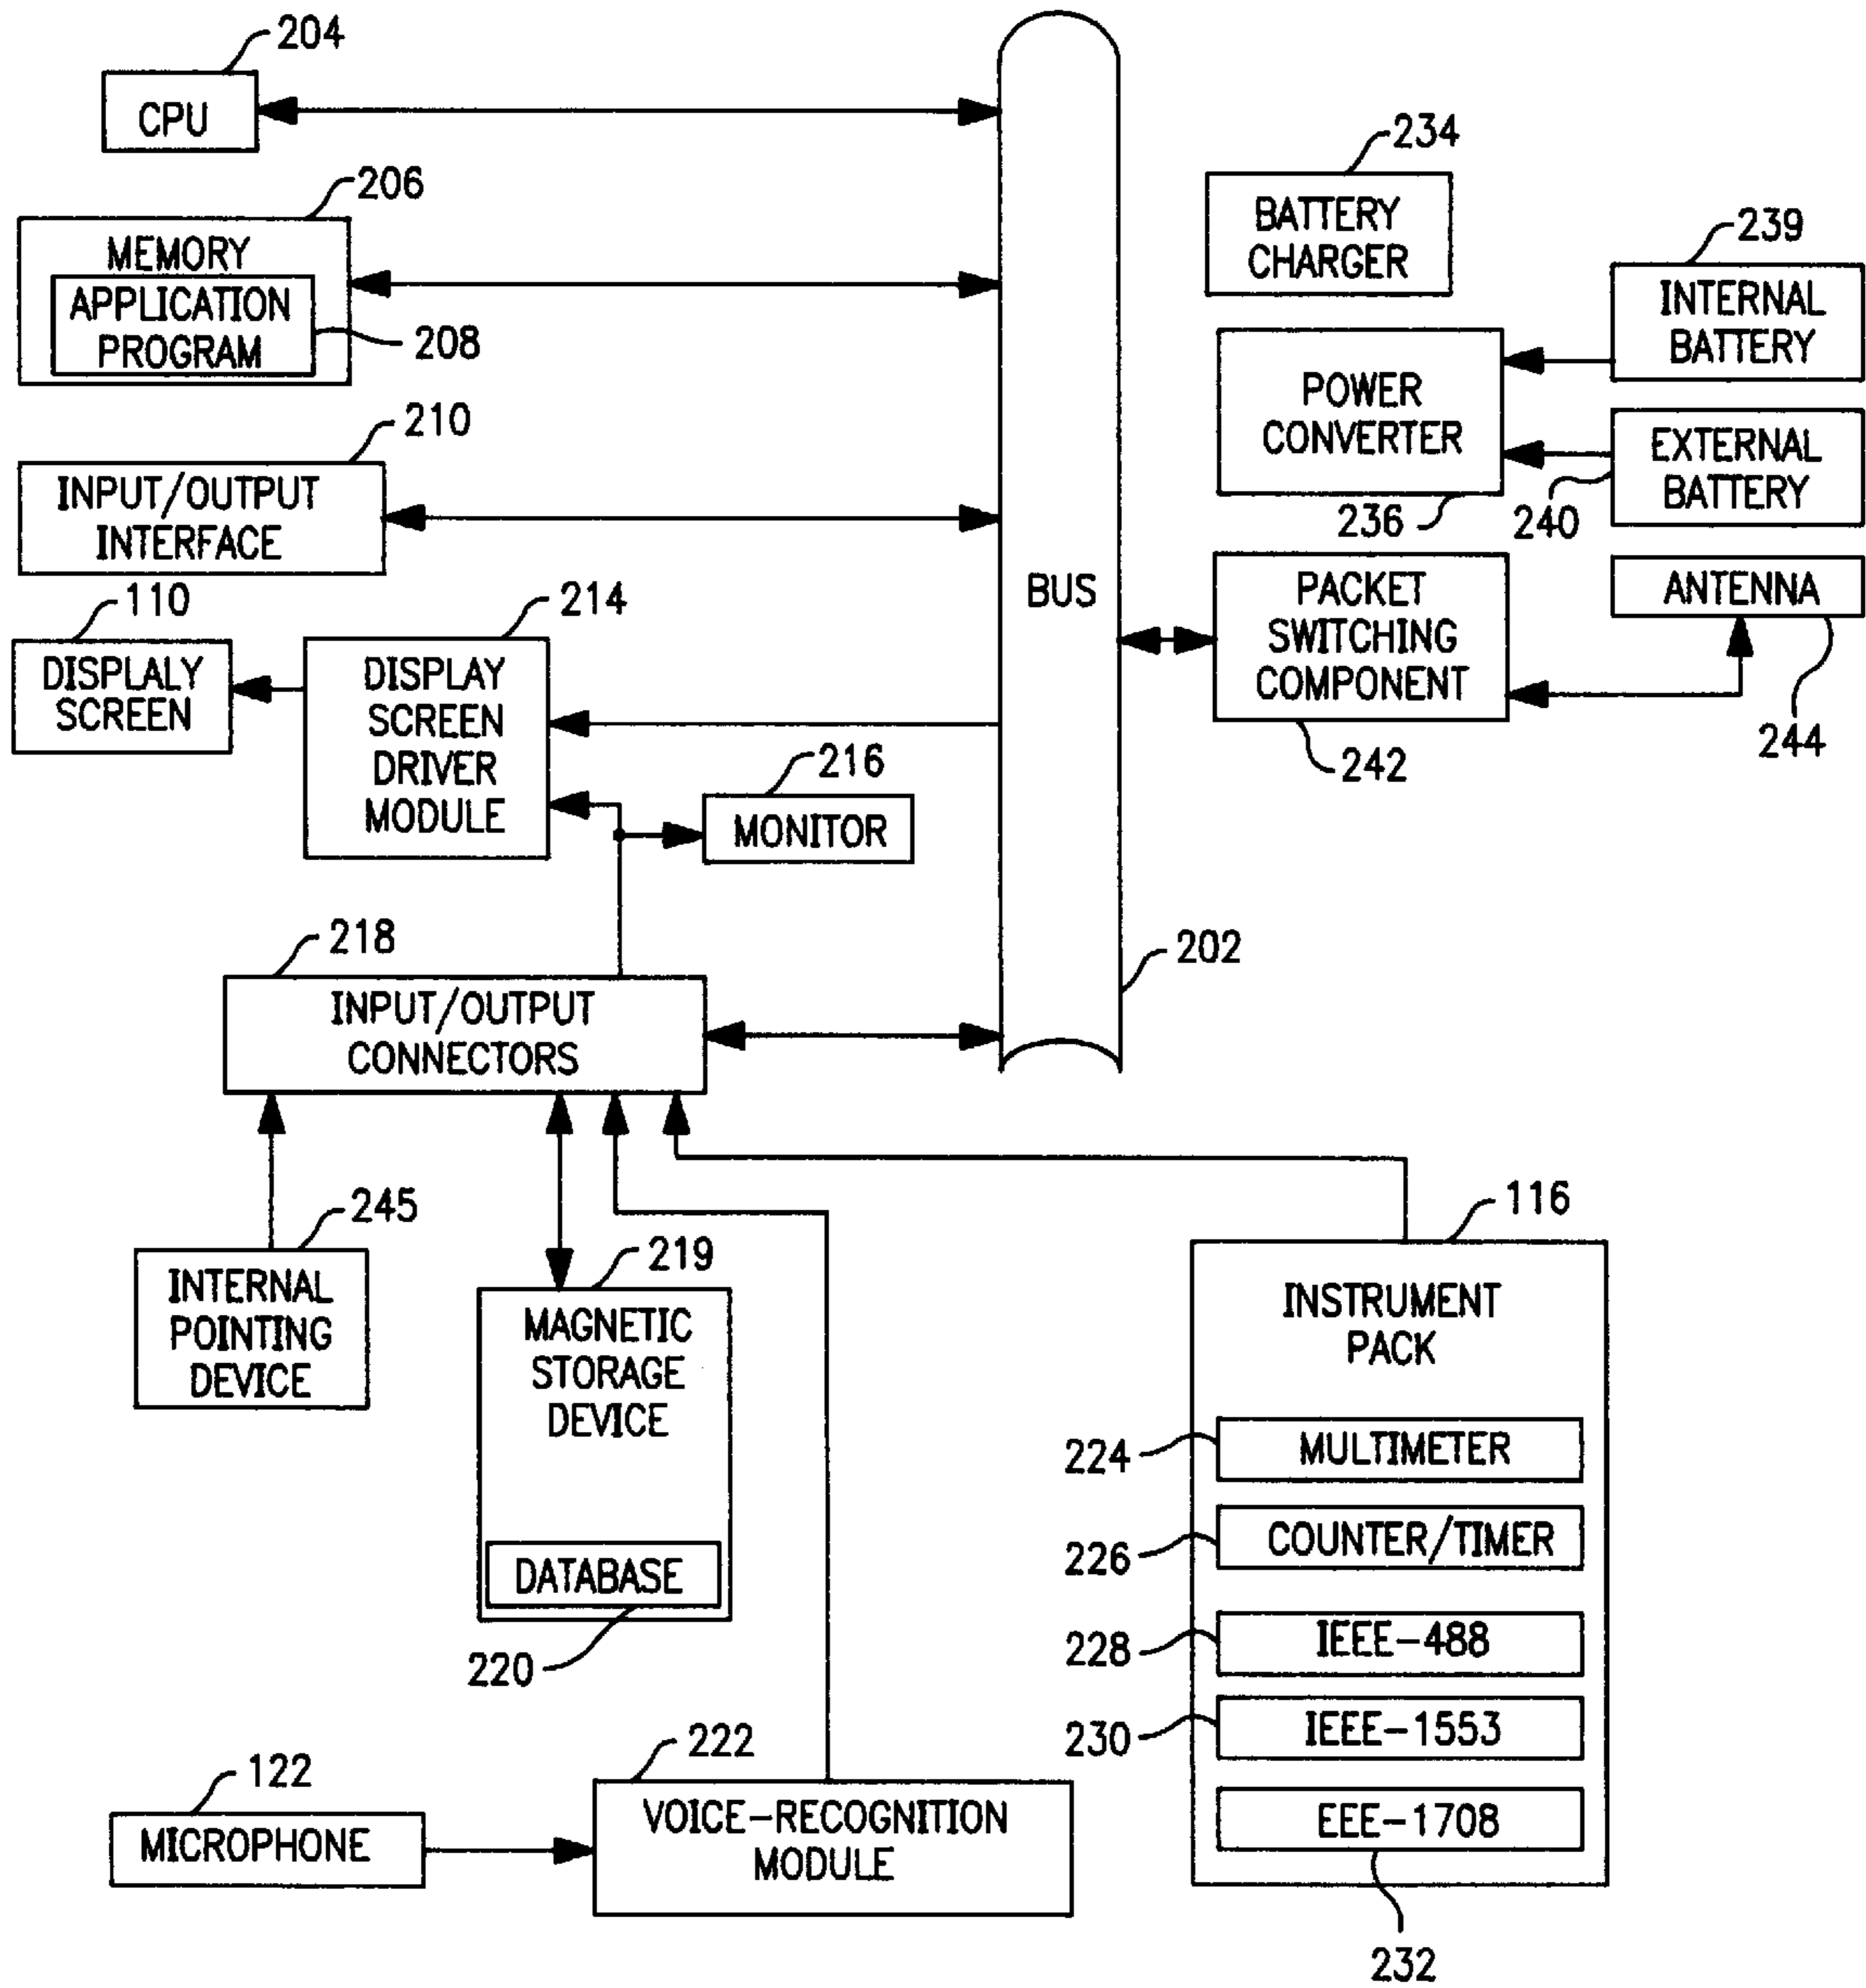 204
CPU
206
MEMORY
APPLICATION
PROGRAM
208
210
INPUT/OUTPUT
INTERFACE
110
DISPLALY
SCREEN
214
DISPLAY
SCREEN
DRIVER
MODULE
216
MONITOR
218
INPUT/OUTPUT
CONNECTORS
BUS
202
234
BATTERY
CHARGER
239
INTERNAL
BATTERY
POWER
CONVERTER
236
EXTERNAL
BATTERY
240
PACKET
SWITCHING
COMPONENT
242
ANTENNA
244
245
INTERNAL
POINTING
DEVICE
219
MAGNETIC
STORAGE
DEVICE
DATABASE
220
122
MICROPHONE
222
VOICE-RECOGNITION
MODULE
116
INSTRUMENT
PACK
224
MULTIMETER
226
COUNTER/TIMER
228
IEEE-488
230
IEEE-1553
EEE-1708
232